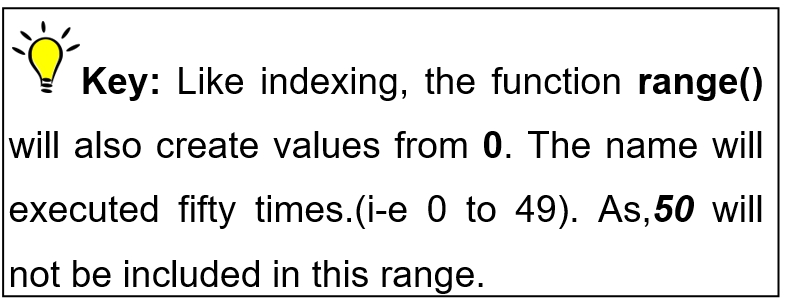 Key: Like indexing, the function range()
will also create values from 0. The name will
executed fifty times.(i-e 0 to 49). As,50 will
not be included in this range.